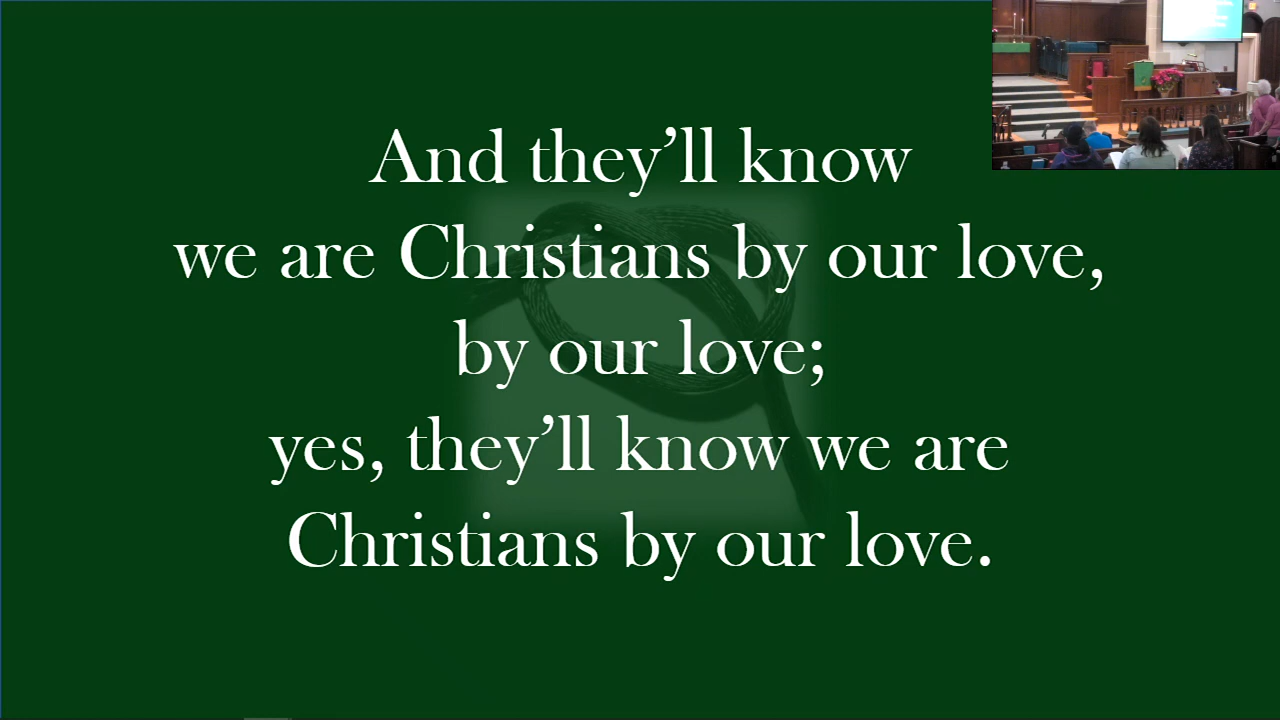 And they’ll know
we are Christians by our love,
by our love;
yes, they’ll know we are
Christians by our love.